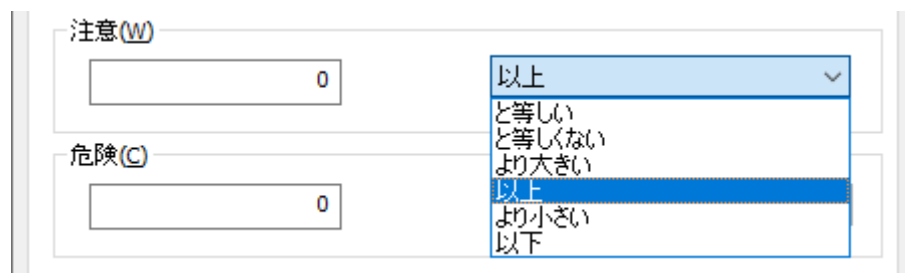 注意(W)
0
以上
と等しい
と等しくない
より大きい
以上
より小さい
以下
危険(C)
0